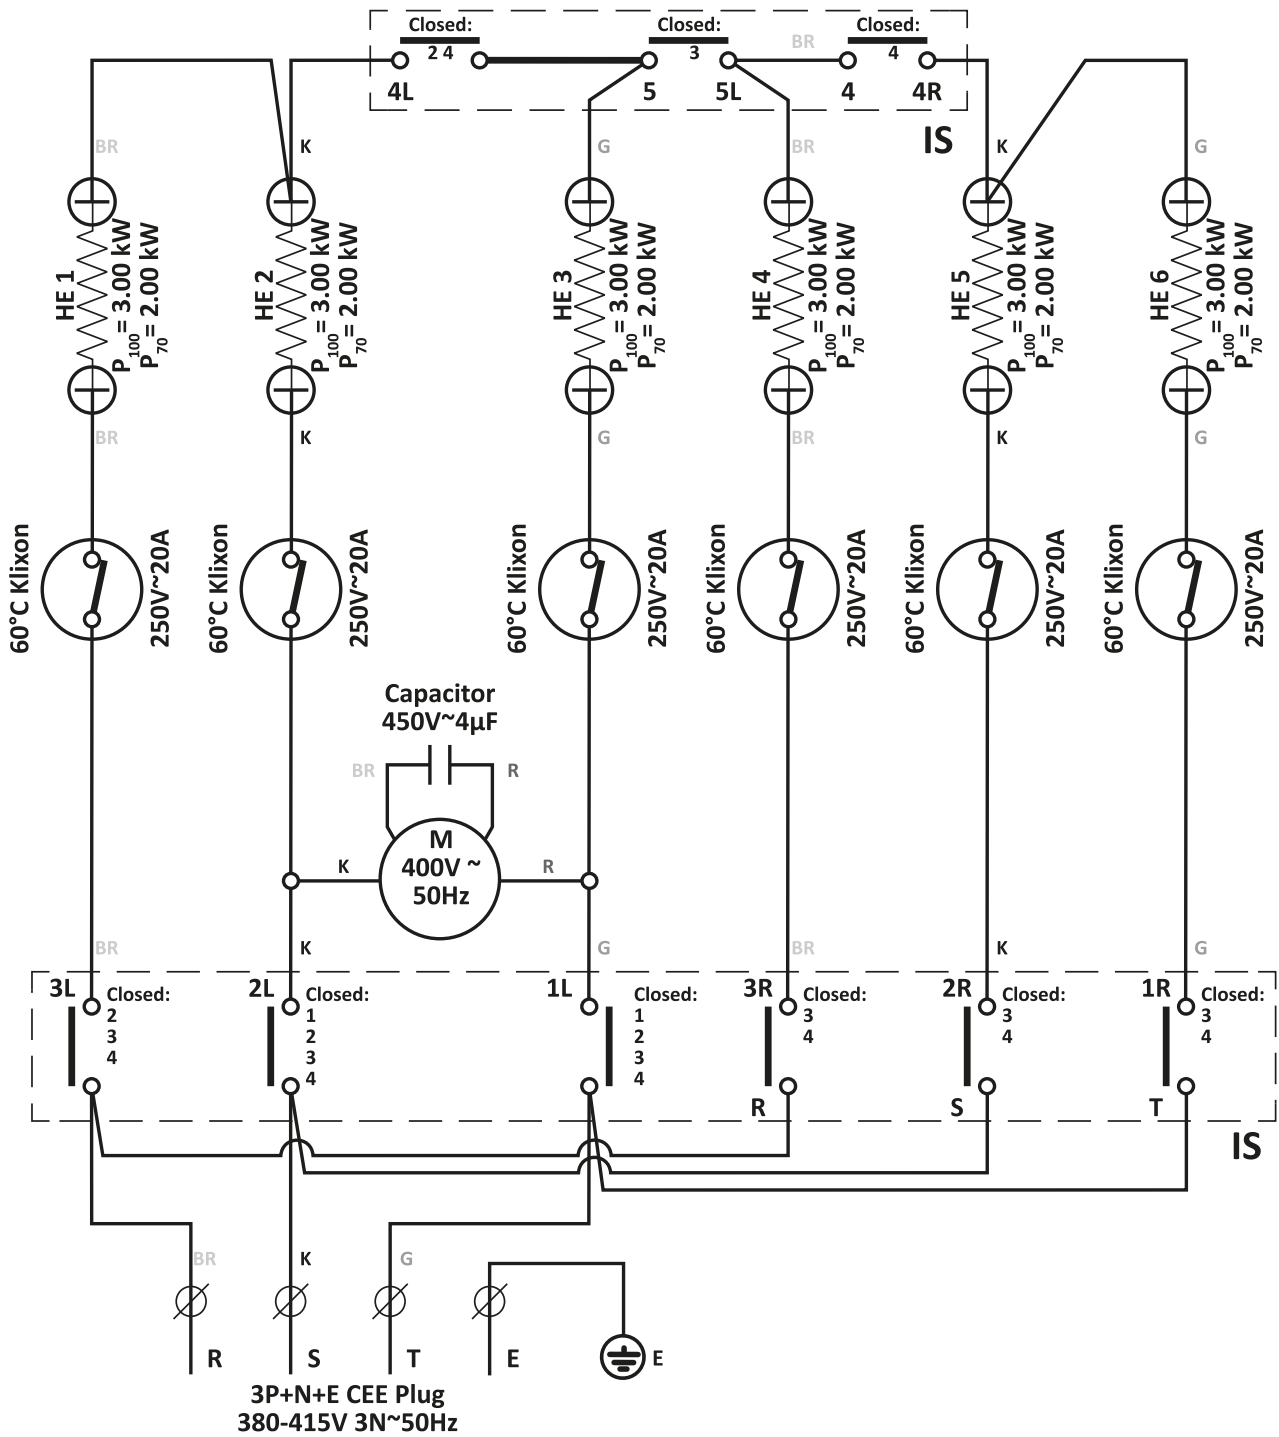 Closed:
2 4
Closed:
3
BR
Closed:
4
4L
5
5L
4
4R
IS
BR
K
G
BR
K
G
HE 1
P100 = 3.00 kW
P70 = 2.00 kW
HE 2
P100 = 3.00 kW
P70 = 2.00 kW
HE 3
P100 = 3.00 kW
P70 = 2.00 kW
HE 4
P100 = 3.00 kW
P70 = 2.00 kW
HE 5
P100 = 3.00 kW
P70 = 2.00 kW
HE 6
P100 = 3.00 kW
P70 = 2.00 kW
BR
K
G
BR
K
G
60°C Klixon
250V~20A
60°C Klixon
250V~20A
60°C Klixon
250V~20A
60°C Klixon
250V~20A
60°C Klixon
250V~20A
60°C Klixon
250V~20A
Capacitor
450V~4µF
BR
R
M
400V ~
50Hz
K
R
BR
K
G
BR
K
G
3L
Closed:
2
3
4
2L
Closed:
1
2
3
4
1L
Closed:
1
2
3
4
3R
Closed:
3
4
R
2R
Closed:
3
4
S
1R
Closed:
3
4
T
IS
BR
K
G
R
S
T
E
E
3P+N+E CEE Plug
380-415V 3N~50Hz